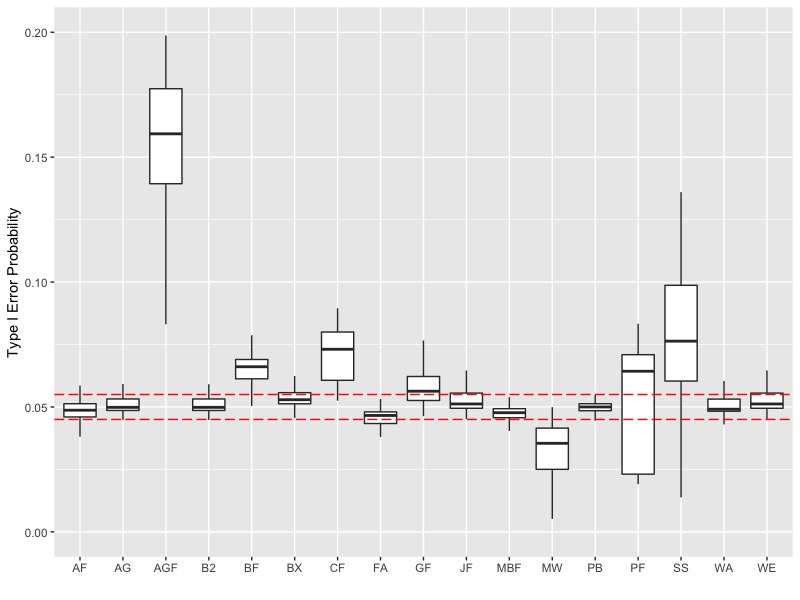 Type I Error Probability
0.20
0.15
0.10
0.05
0.00
AF AG AGF B2 BF BX CF FA GF JF MBF MW PB PF SS WA WE